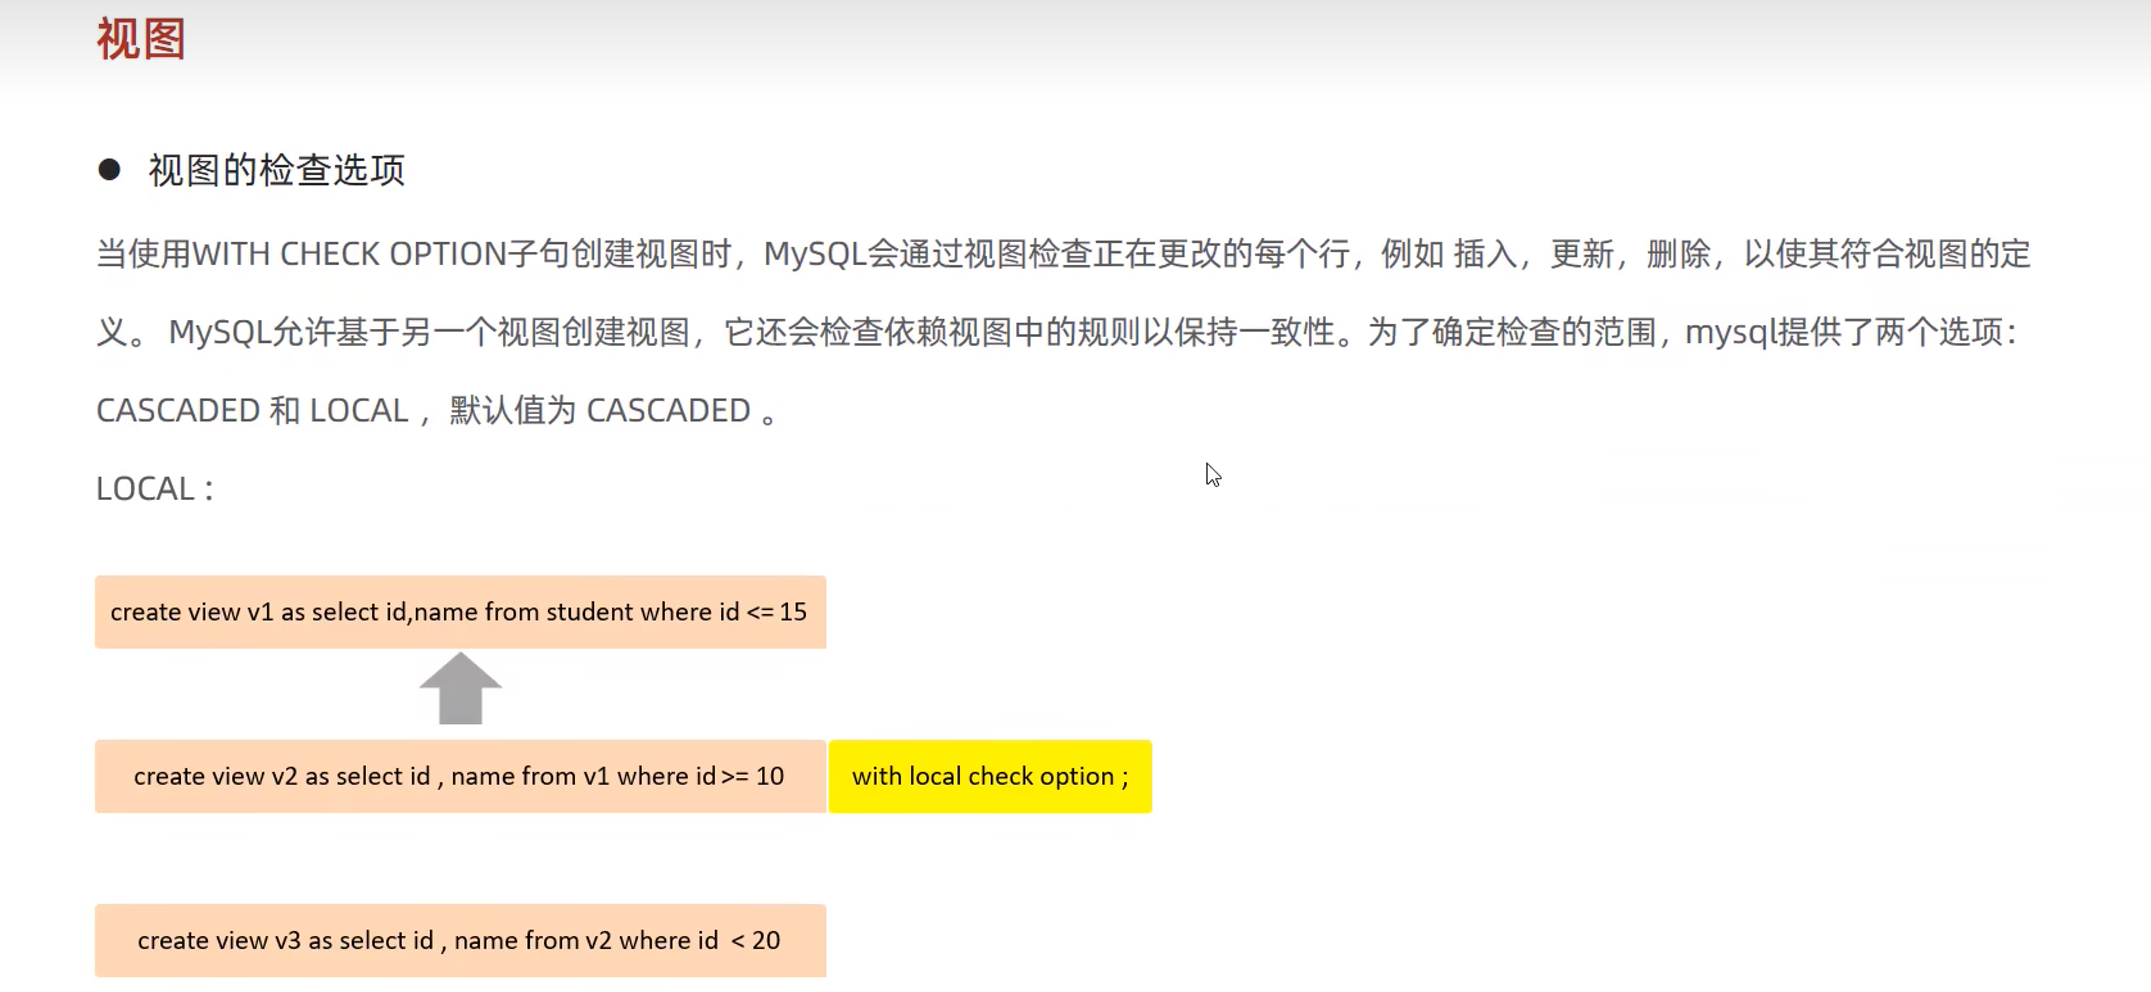 视图
● 视图的检查选项
当使用WITH CHECK OPTION子句创建视图时，MySQL会通过视图检查正在更改的每个行，例如 插入，更新，删除，以使其符合视图的定
义。 MySQL允许基于另一个视图创建视图，它还会检查依赖视图中的规则以保持一致性。为了确定检查的范围，mysql提供了两个选项：
CASCADED 和 LOCAL ，默认值为 CASCADED 。
LOCAL :
create view v1 as select id,name from student where id <= 15
create view v2 as select id , name from v1 where id >= 10 with local check option ;
create view v3 as select id , name from v2 where id < 20